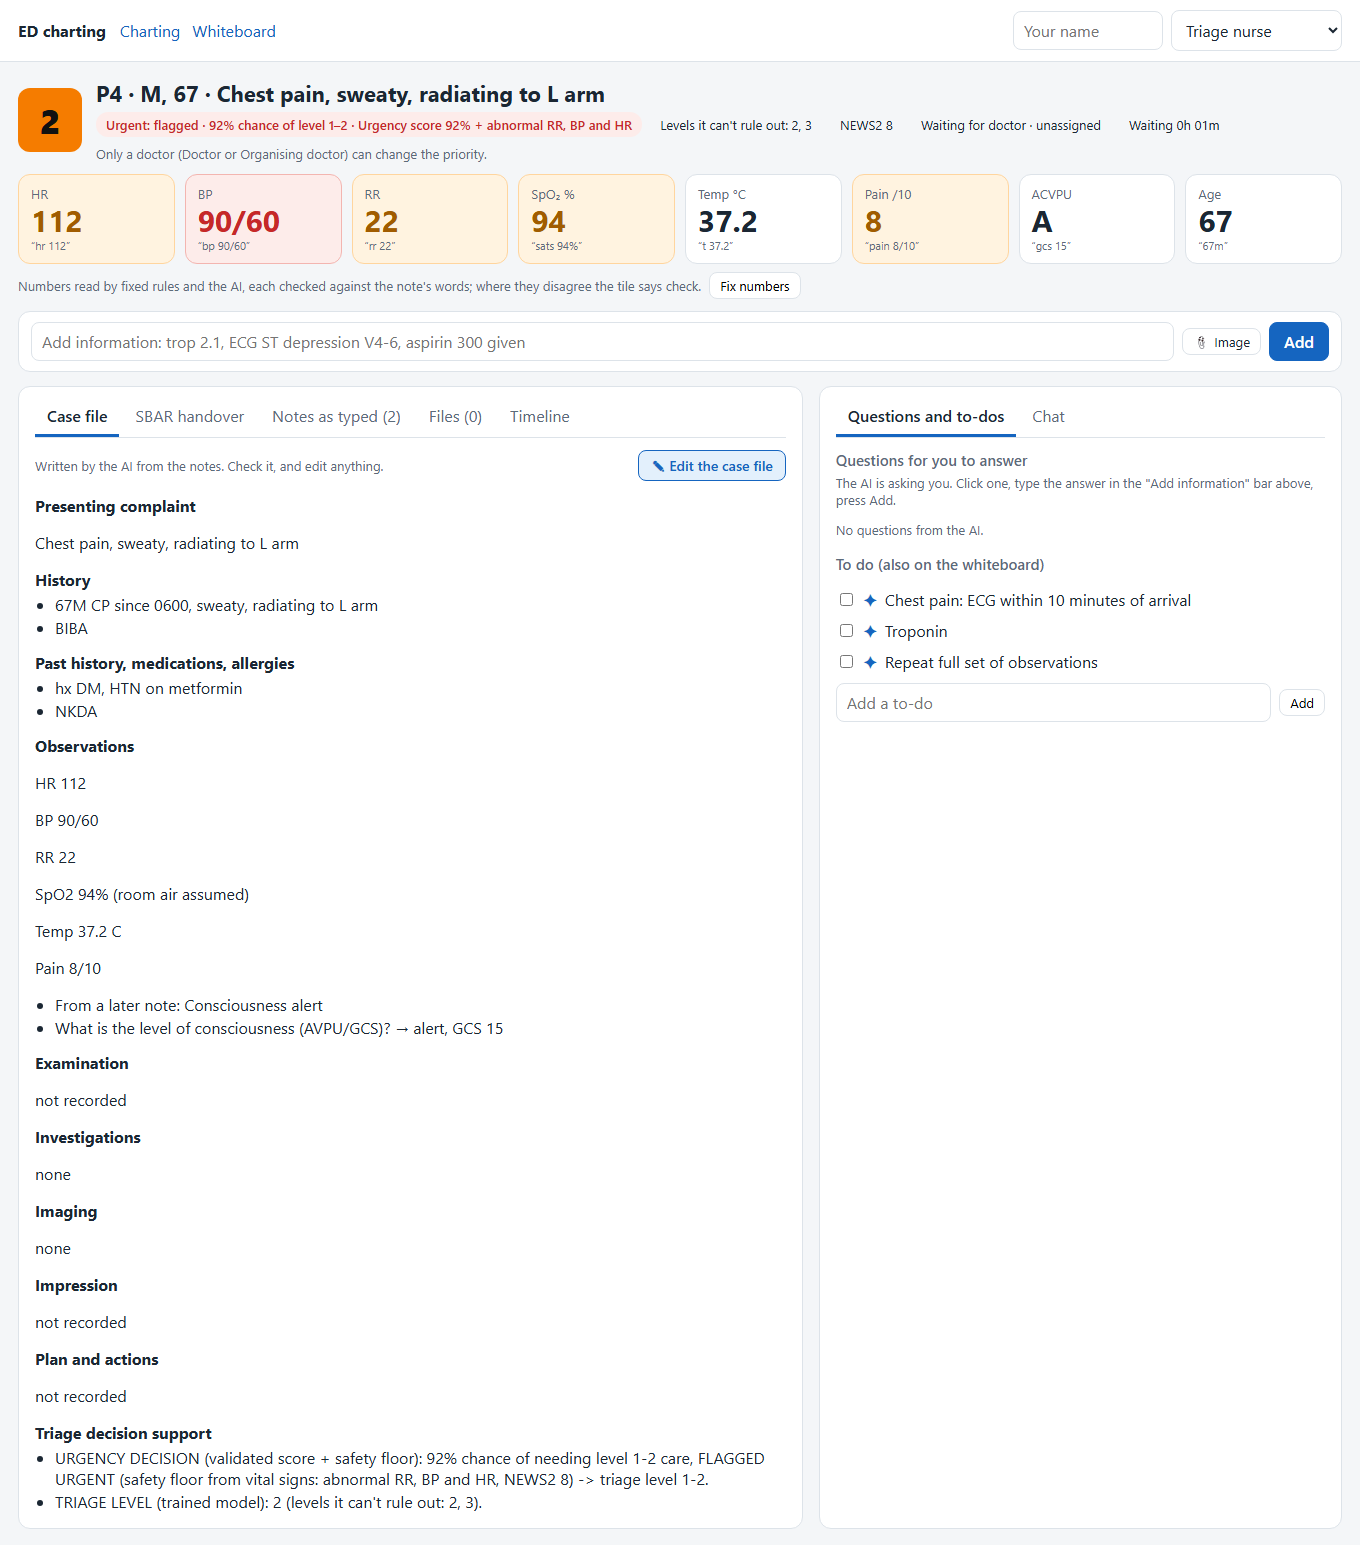 ED charting Charting Whiteboard Your name Triage nurse
2
P4 · M, 67 · Chest pain, sweaty, radiating to L arm
Urgent: flagged · 92% chance of level 1–2 · Urgency score 92% + abnormal RR, BP and HR Levels it can't rule out: 2, 3 NEWS2 8 Waiting for doctor · unassigned Waiting 0h 01m
Only a doctor (Doctor or Organising doctor) can change the priority.
HR
112
"hr 112"
BP
90/60
"bp 90/60"
RR
22
"rr 22"
SpO₂ %
94
"sats 94%"
Temp °C
37.2
"t 37.2"
Pain /10
8
"pain 8/10"
ACVPU
A
"gcs 15"
Age
67
"67m"
Numbers read by fixed rules and the AI, each checked against the note's words; where they disagree the tile says check. Fix numbers
Add information: trop 2.1, ECG ST depression V4-6, aspirin 300 given Image Add
Case file SBAR handover Notes as typed (2) Files (0) Timeline
Written by the AI from the notes. Check it, and edit anything. Edit the case file
Presenting complaint
Chest pain, sweaty, radiating to L arm
History
• 67M CP since 0600, sweaty, radiating to L arm
• BIBA
Past history, medications, allergies
• hx DM, HTN on metformin
• NKDA
Observations
HR 112
BP 90/60
RR 22
SpO2 94% (room air assumed)
Temp 37.2 C
Pain 8/10
• From a later note: Consciousness alert
• What is the level of consciousness (AVPU/GCS)? → alert, GCS 15
Examination
not recorded
Investigations
none
Imaging
none
Impression
not recorded
Plan and actions
not recorded
Triage decision support
• URGENCY DECISION (validated score + safety floor): 92% chance of needing level 1-2 care, FLAGGED
URGENT (safety floor from vital signs: abnormal RR, BP and HR, NEWS2 8) -> triage level 1-2.
• TRIAGE LEVEL (trained model): 2 (levels it can't rule out: 2, 3).
Questions and to-dos Chat
Questions for you to answer
The AI is asking you. Click one, type the answer in the "Add information" bar above,
press Add.
No questions from the AI.
To do (also on the whiteboard)
✦ Chest pain: ECG within 10 minutes of arrival
✦ Troponin
✦ Repeat full set of observations
Add a to-do Add